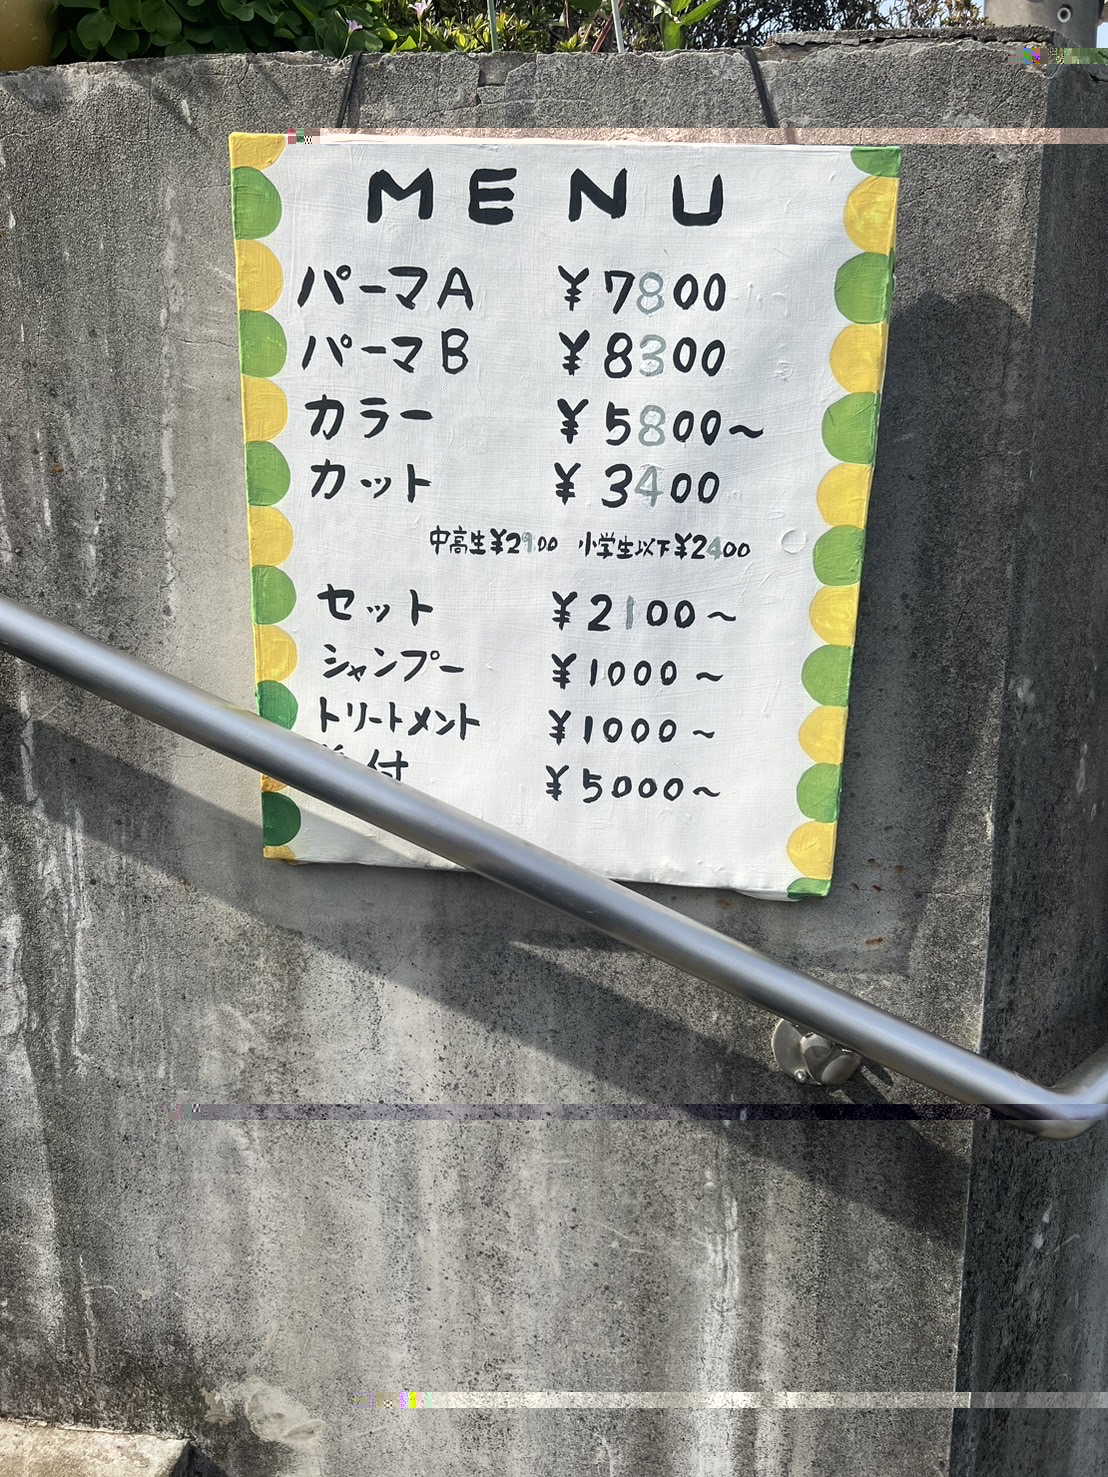 MENU
パーマA ¥7800
パーマB ¥8300
カラー ¥5800～
カット ¥3400
中高生¥2900 小学生以下¥2400
セット ¥2100～
シャンプー ¥1000～
トリートメント ¥1000～
付 ¥5000～